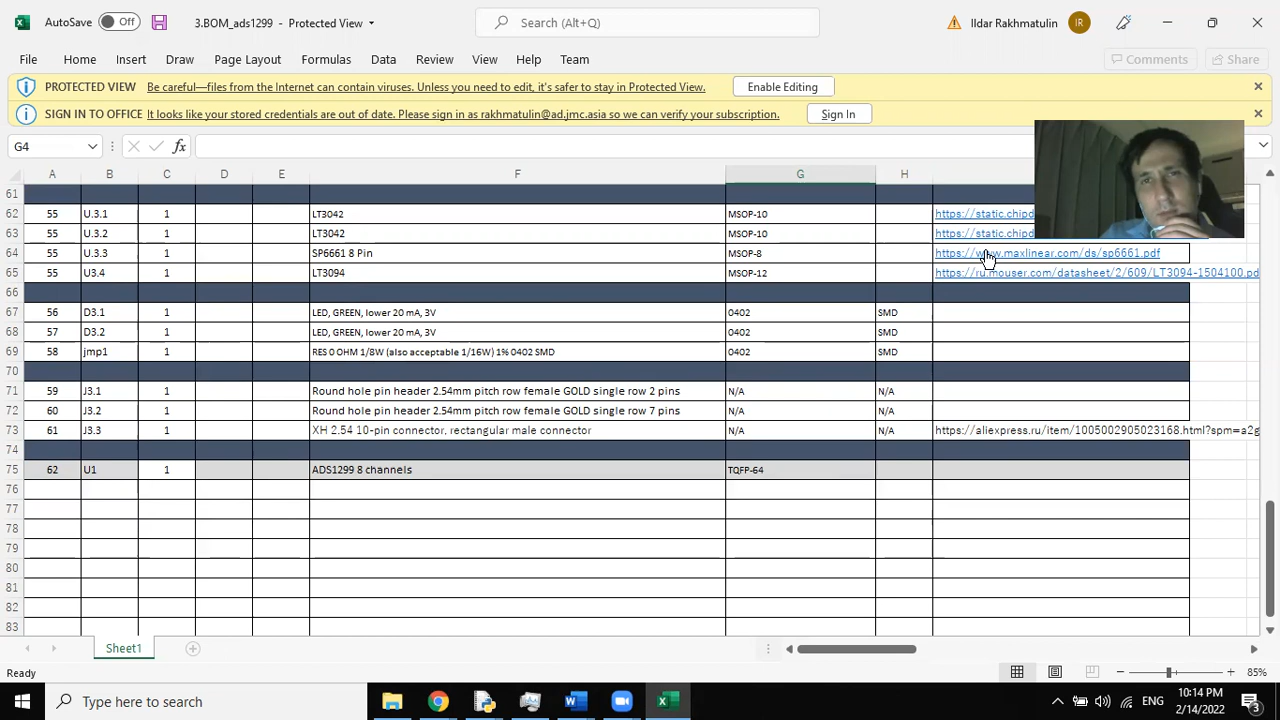 AutoSave Off 3.BOM_ads1299 - Protected View Search (Alt+Q) Ildar Rakhmatulin IR
File Home Insert Draw Page Layout Formulas Data Review View Help Team Comments Share
PROTECTED VIEW Be careful—files from the Internet can contain viruses. Unless you need to edit, it's safer to stay in Protected View. Enable Editing
SIGN IN TO OFFICE It looks like your stored credentials are out of date. Please sign in as rakhmatulin@ad.jmc.asia so we can verify your subscription. Sign In
G4 fx
A B C D E F G H
61
62 55 U.3.1 1 LT3042 MSOP-10 https://static.chipd
63 55 U.3.2 1 LT3042 MSOP-10 https://static.chipd
64 55 U.3.3 1 SP6661 8 Pin MSOP-8 https://www.maxlinear.com/ds/sp6661.pdf
65 55 U3.4 1 LT3094 MSOP-12 https://ru.mouser.com/datasheet/2/609/LT3094-1504100.pd
66
67 56 D3.1 1 LED, GREEN, lower 20 mA, 3V 0402 SMD
68 57 D3.2 1 LED, GREEN, lower 20 mA, 3V 0402 SMD
69 58 jmp1 1 RES 0 OHM 1/8W (also acceptable 1/16W) 1% 0402 SMD 0402 SMD
70
71 59 J3.1 1 Round hole pin header 2.54mm pitch row female GOLD single row 2 pins N/A N/A
72 60 J3.2 1 Round hole pin header 2.54mm pitch row female GOLD single row 7 pins N/A N/A
73 61 J3.3 1 XH 2.54 10-pin connector, rectangular male connector N/A N/A https://aliexpress.ru/item/1005002905023168.html?spm=a2g
74
75 62 U1 1 ADS1299 8 channels TQFP-64
76
77
78
79
80
81
82
83
Sheet1
Ready 85%
Type here to search ENG 10:14 PM
2/14/2022 3